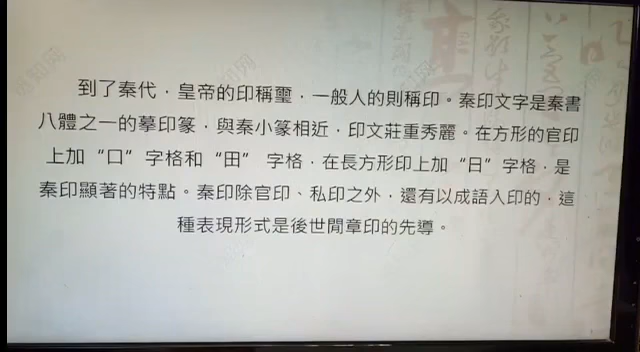 到了秦代，皇帝的印稱璽，一般人的則稱印。秦印文字是秦書
八體之一的摹印篆，與秦小篆相近，印文莊重秀麗。在方形的官印
上加“口”字格和“田” 字格，在長方形印上加“日”字格，是
秦印顯著的特點。秦印除官印、私印之外，還有以成語入印的，這
種表現形式是後世閒章印的先導。